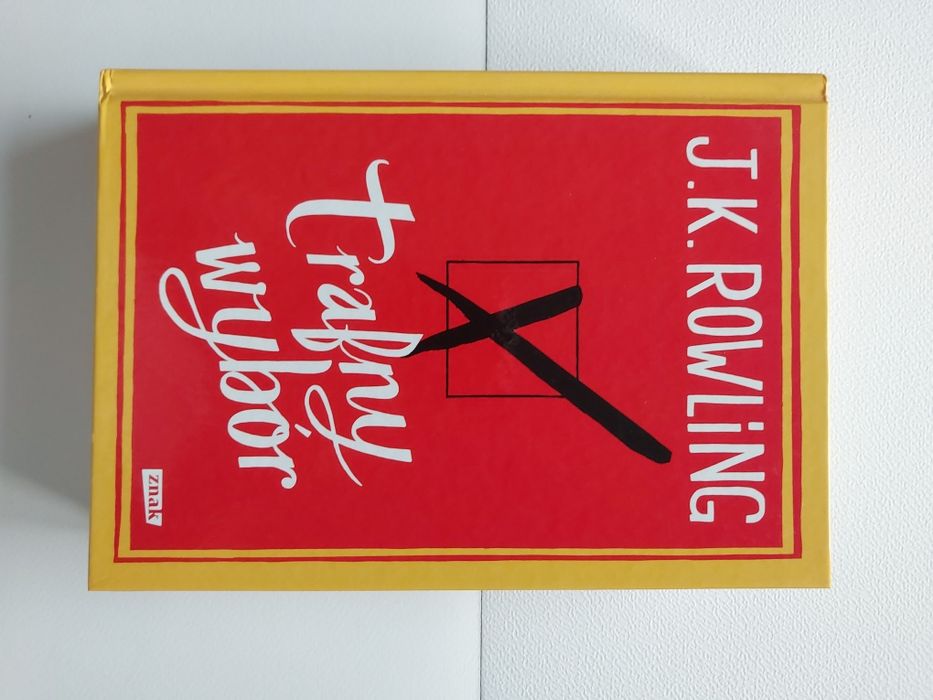 J.K. ROWLING
trafny
wybór
znak